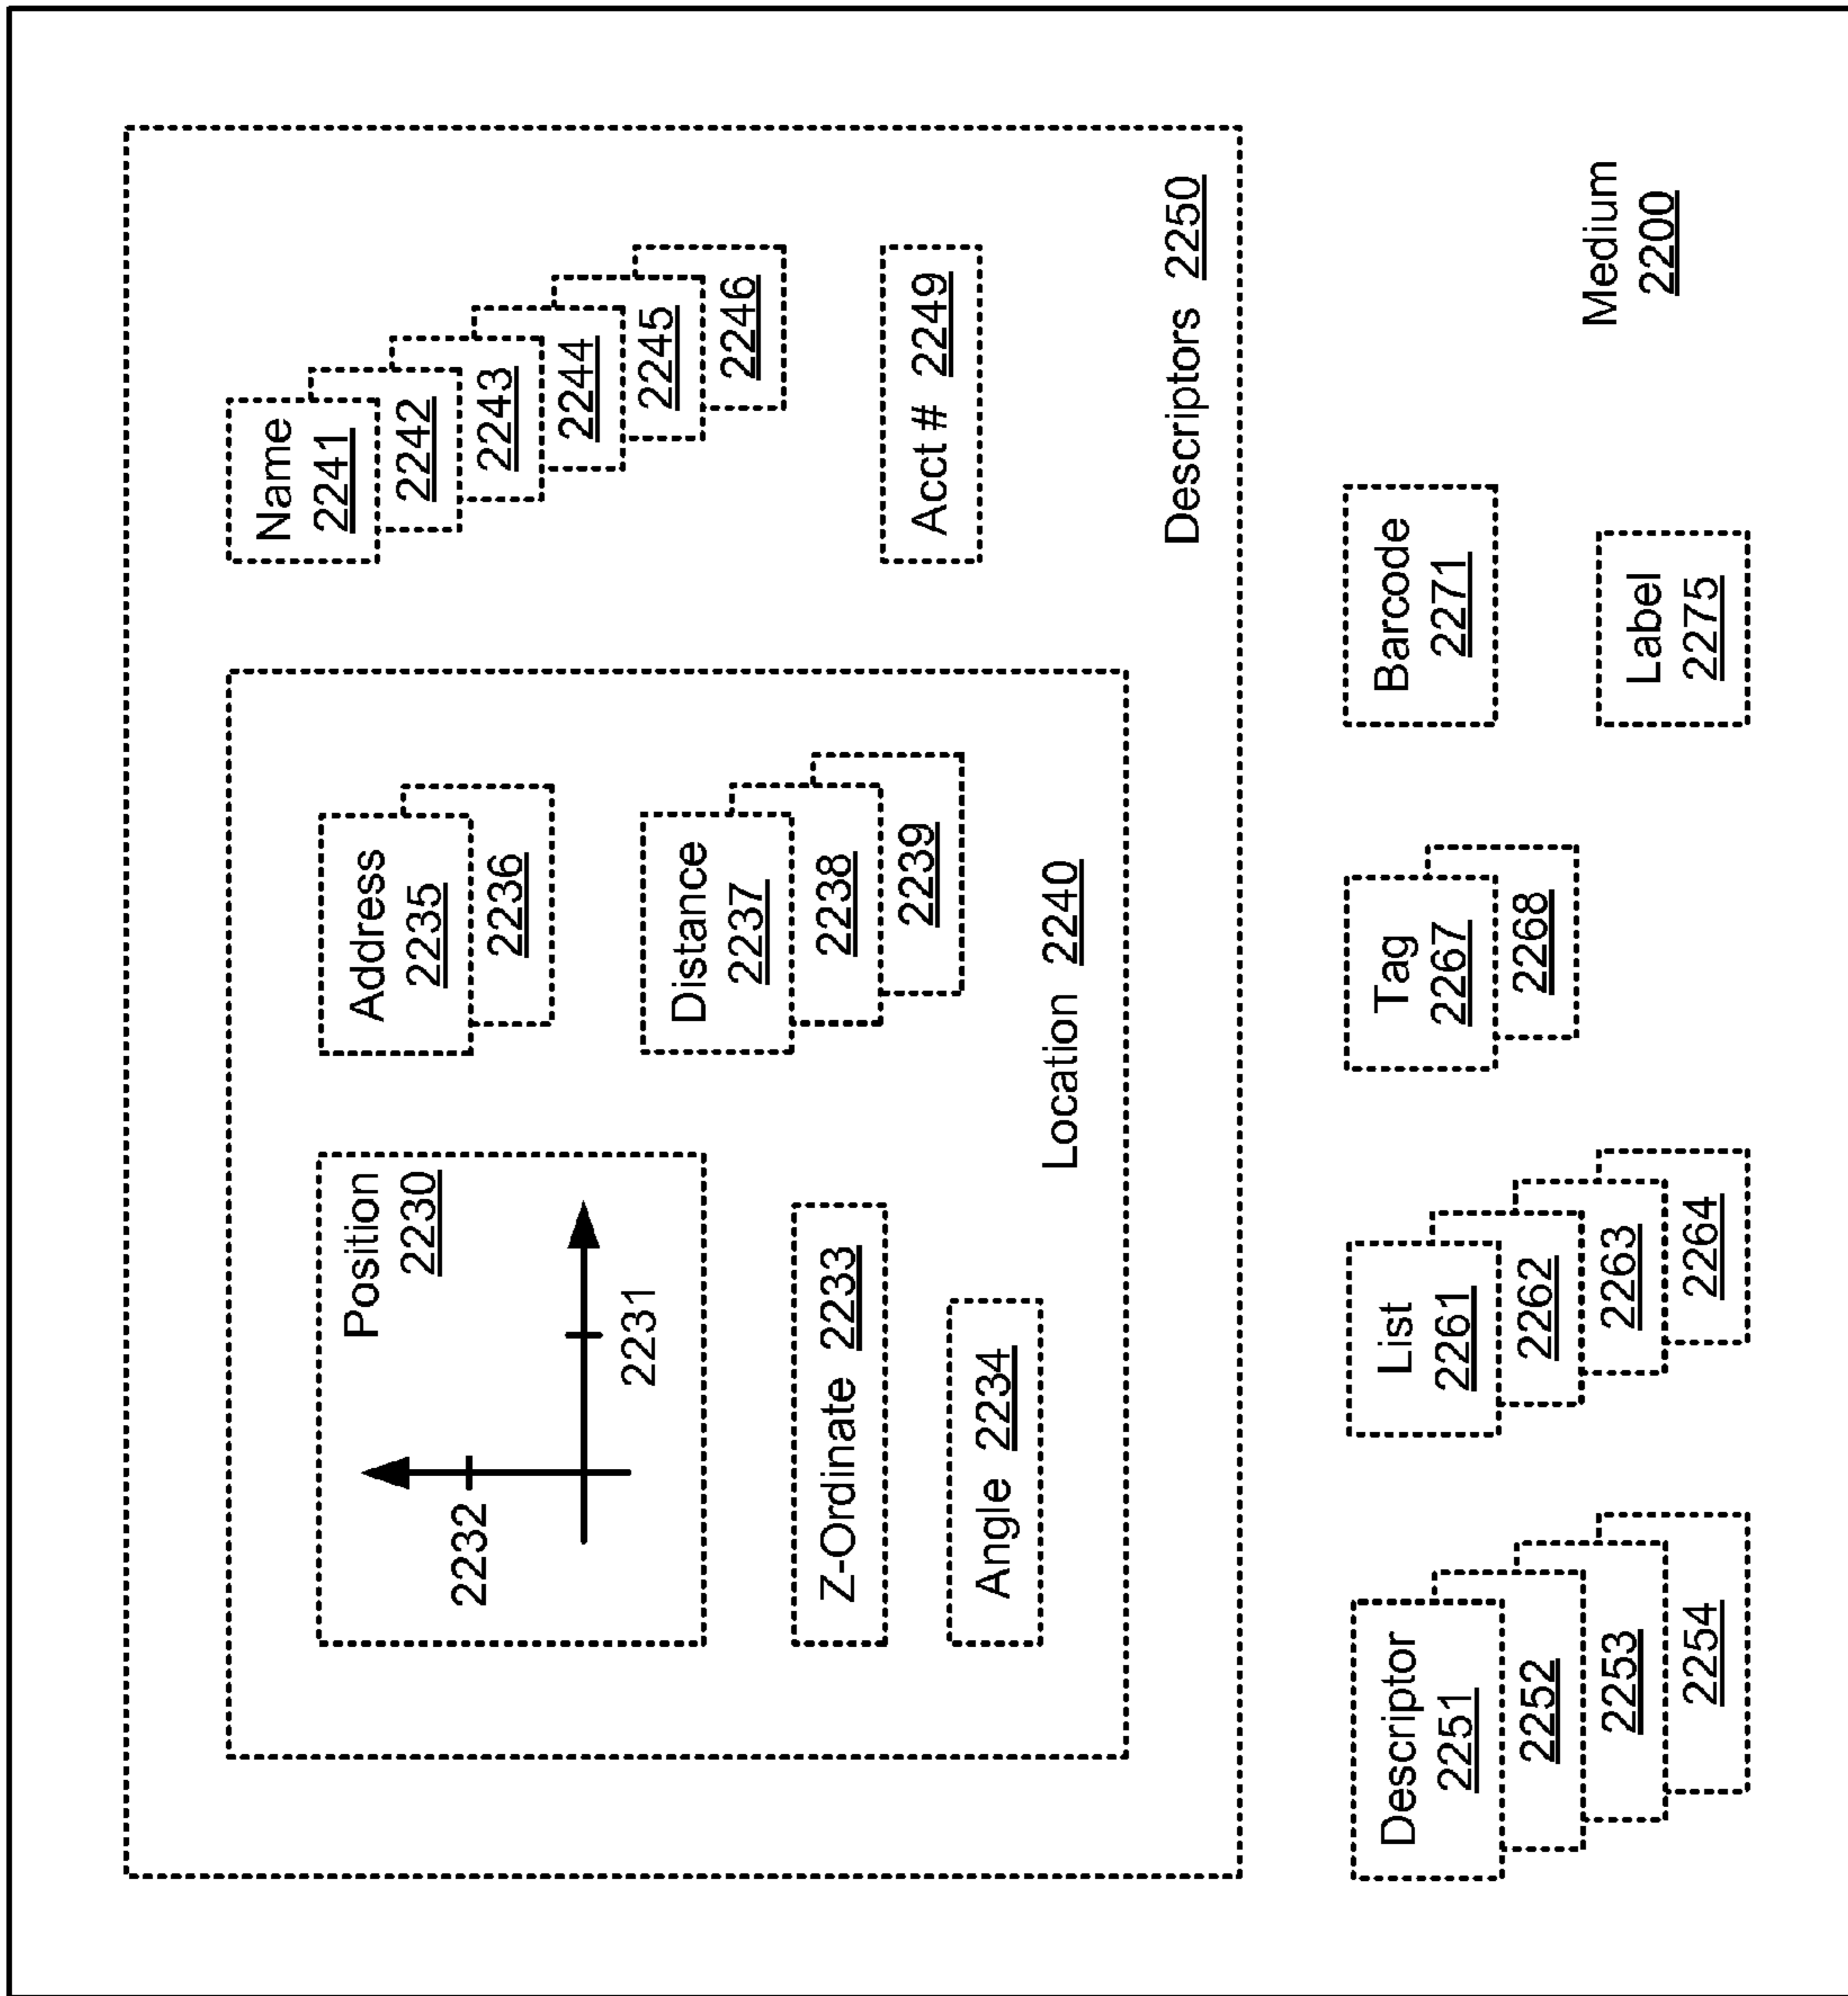 Position
2230
2232
2231
Z-Ordinate 2233
Angle 2234
Address
2235
2236
Distance
2237
2238
2239
Location 2240
Name
2241
2242
2243
2244
2245
2246
Acct # 2249
Descriptors 2250
Descriptor
2251
2252
2253
2254
List
2261
2262
2263
2264
Tag
2267
2268
Barcode
2271
Label
2275
Medium
2200